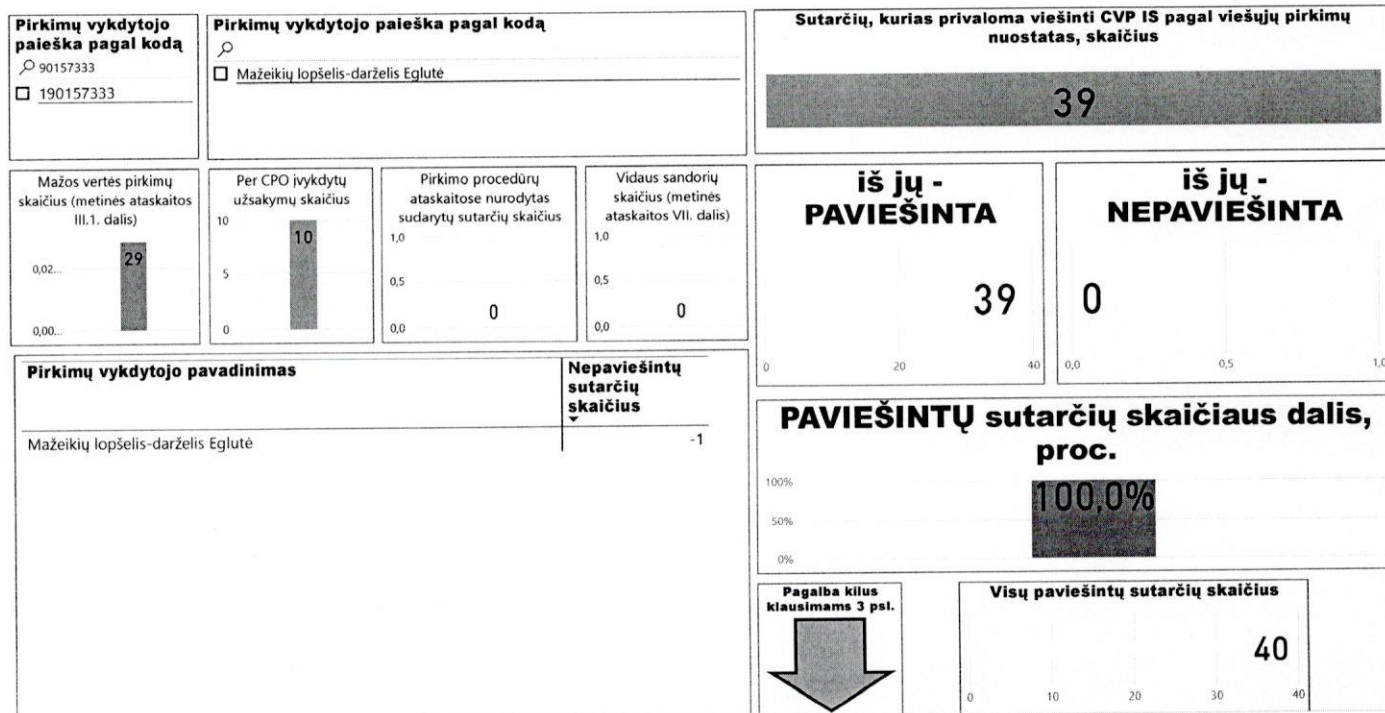 Pirkimų vykdytojo
paieška pagal kodą
90157333
190157333
Pirkimų vykdytojo paieška pagal kodą
Mažeikių lopšelis-darželis Eglutė
Sutarčių, kurias privaloma viešinti CVP IS pagal viešųjų pirkimų
nuostatas, skaičius
39
Mažos vertės pirkimų
skaičius (metinės ataskaitos
III.1. dalis)
0,02...
29
0,00...
Per CPO įvykdytų
užsakymų skaičius
10
10
5
0
Pirkimo procedūrų
ataskaitose nurodytas
sudarytų sutarčių skaičius
1,0
0,5
0
0,0
Vidaus sandorių
skaičius (metinės
ataskaitos VII. dalis)
1,0
0,5
0
0,0
iš jų -
PAVIEŠINTA
39
0 20 40
iš jų -
NEPAVIEŠINTA
0
0,0 0,5 1,0
Pirkimų vykdytojo pavadinimas
Nepaviešintų
sutarčių
skaičius
Mažeikių lopšelis-darželis Eglutė -1
PAVIEŠINTŲ sutarčių skaičiaus dalis,
proc.
100%
100,0%
50%
0%
Pagalba kilus
klausimams 3 psl.
Visų paviešintų sutarčių skaičius
40
0 10 20 30 40